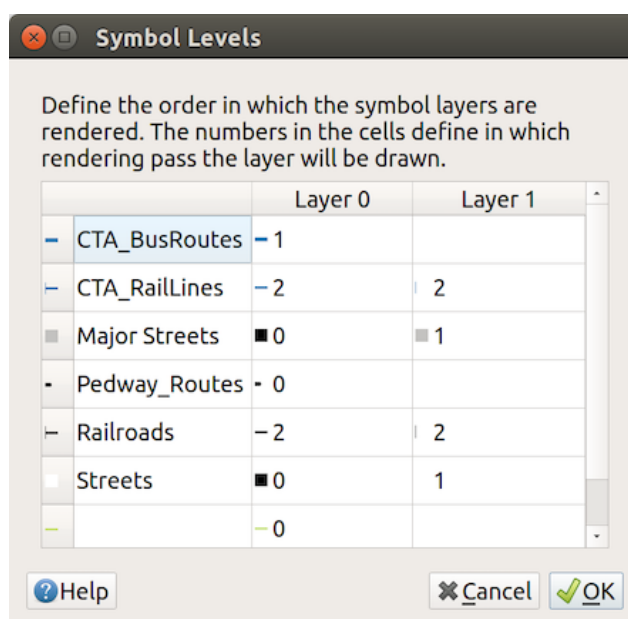 Symbol Levels
Define the order in which the symbol layers are
rendered. The numbers in the cells define in which
rendering pass the layer will be drawn.
Layer 0 Layer 1
CTA_BusRoutes 1
CTA_RailLines 2 2
Major Streets 0 1
Pedway_Routes 0
Railroads 2 2
Streets 0 1
0
Help Cancel OK